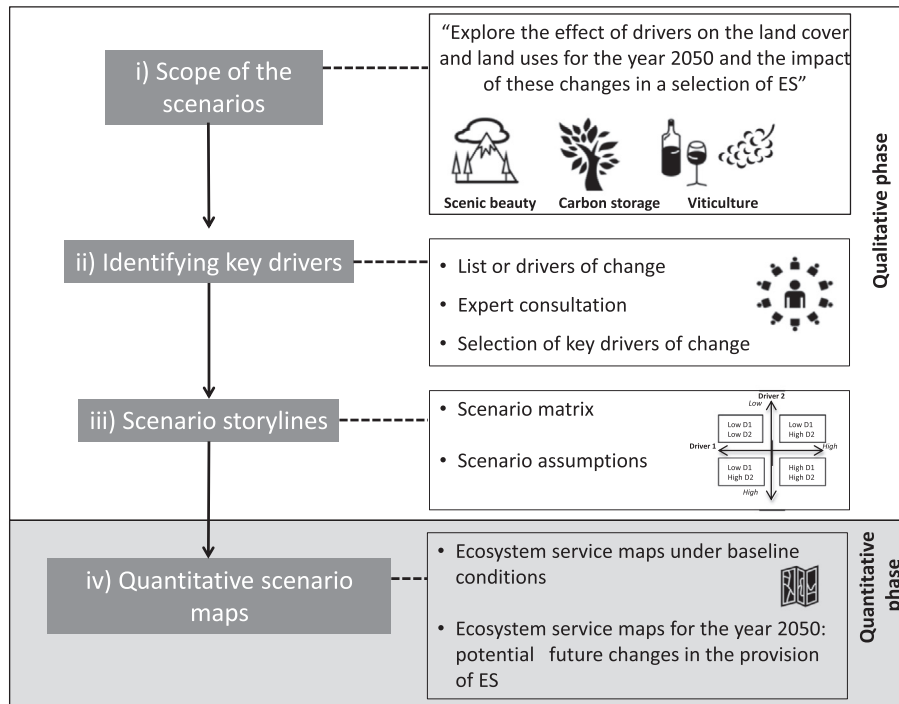 i) Scope of the
scenarios
“Explore the effect of drivers on the land cover
and land uses for the year 2050 and the impact
of these changes in a selection of ES”
Scenic beauty
Carbon storage
Viticulture
Qualitative phase
ii) Identifying key drivers
• List or drivers of change
• Expert consultation
• Selection of key drivers of change
iii) Scenario storylines
• Scenario matrix
• Scenario assumptions
Driver 2
Low
Low D1
Low D2
Low D1
High D2
Driver 1
High
Low D1
High D2
High D1
High D2
High
iv) Quantitative scenario
maps
• Ecosystem service maps under baseline
conditions
• Ecosystem service maps for the year 2050:
potential future changes in the provision
of ES
Quantitative
phase